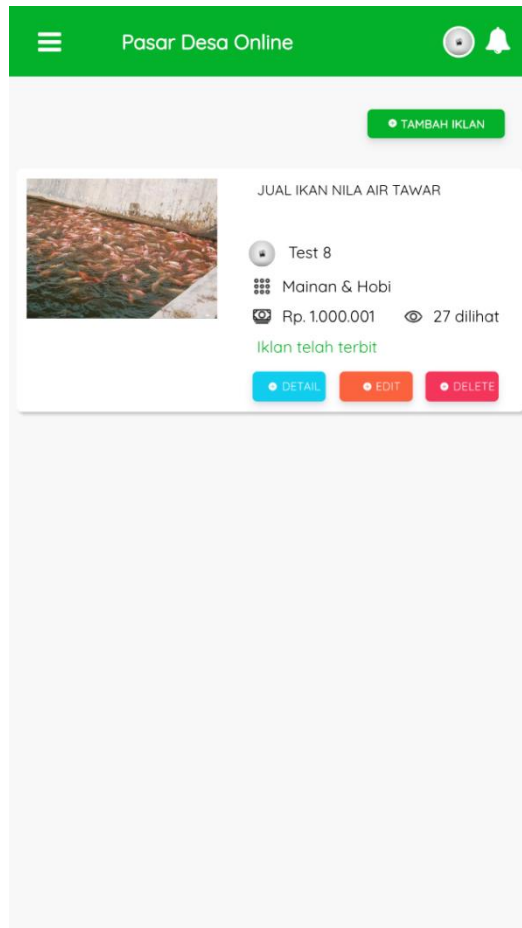 Pasar Desa Online
TAMBAH IKLAN
JUAL IKAN NILA AIR TAWAR
Test 8
Mainan & Hobi
Rp. 1.000.001 27 dilihat
Iklan telah terbit
DETAIL EDIT DELETE